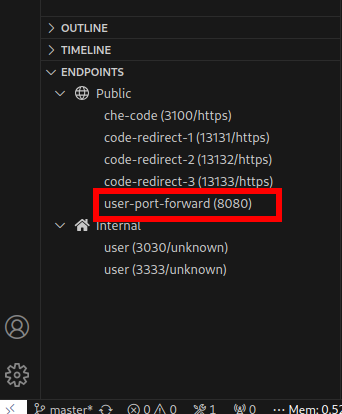 OUTLINE
TIMELINE
ENDPOINTS
Public
che-code (3100/https)
code-redirect-1 (13131/https)
code-redirect-2 (13132/https)
code-redirect-3 (13133/https)
user-port-forward (8080)
Internal
user (3030/unknown)
user (3333/unknown)
master* 0 0 1 0 Mem: 0.52